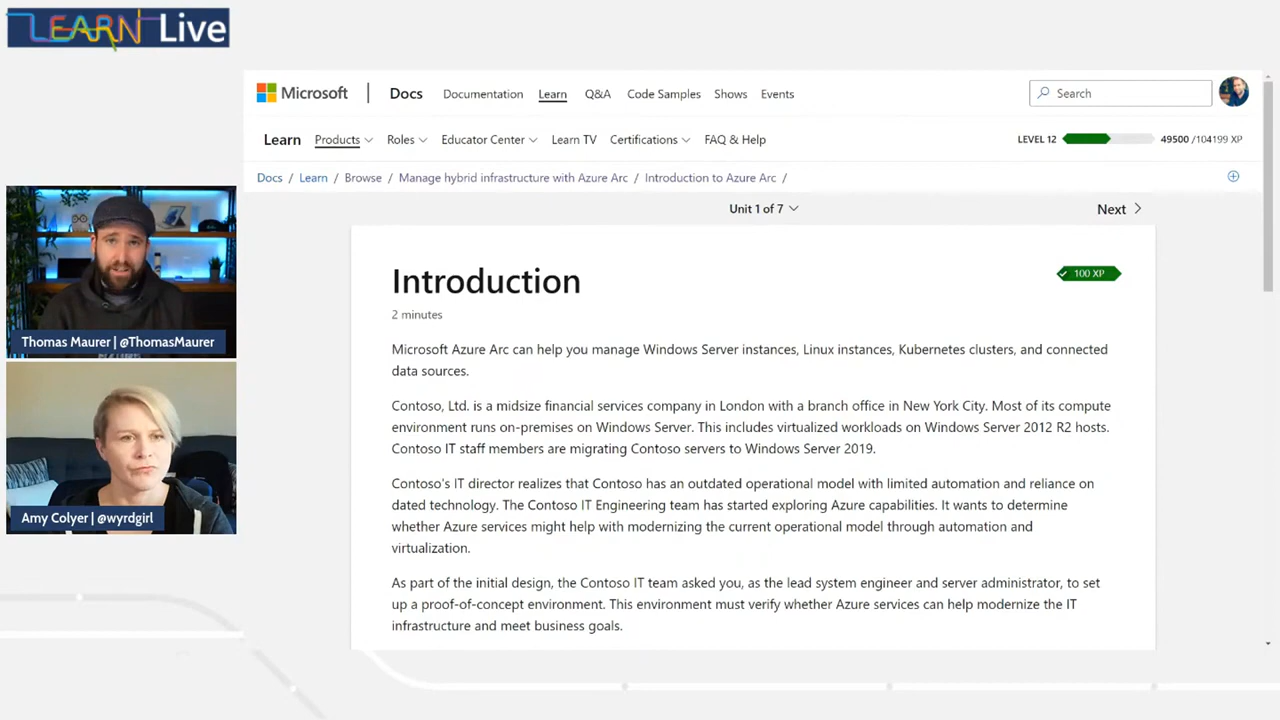 LEARN Live
Microsoft | Docs Documentation Learn Q&A Code Samples Shows Events Search
Learn Products Roles Educator Center Learn TV Certifications FAQ & Help LEVEL 12 49500 /104199 XP
Docs / Learn / Browse / Manage hybrid infrastructure with Azure Arc / Introduction to Azure Arc /
Unit 1 of 7 Next
Introduction
100 XP
2 minutes
Microsoft Azure Arc can help you manage Windows Server instances, Linux instances, Kubernetes clusters, and connected
data sources.
Contoso, Ltd. is a midsize financial services company in London with a branch office in New York City. Most of its compute
environment runs on-premises on Windows Server. This includes virtualized workloads on Windows Server 2012 R2 hosts.
Contoso IT staff members are migrating Contoso servers to Windows Server 2019.
Contoso's IT director realizes that Contoso has an outdated operational model with limited automation and reliance on
dated technology. The Contoso IT Engineering team has started exploring Azure capabilities. It wants to determine
whether Azure services might help with modernizing the current operational model through automation and
virtualization.
As part of the initial design, the Contoso IT team asked you, as the lead system engineer and server administrator, to set
up a proof-of-concept environment. This environment must verify whether Azure services can help modernize the IT
infrastructure and meet business goals.
Thomas Maurer | @ThomasMaurer
Amy Colyer | @wyrdgirl